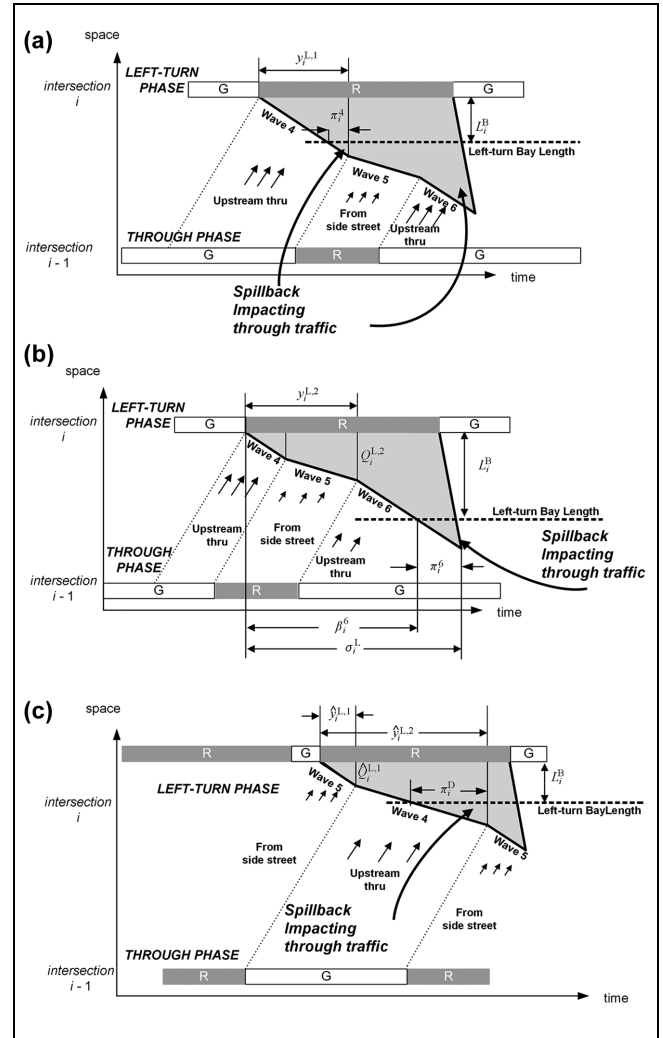 (a)
space
y_i^{L,1}
LEFT-TURN
PHASE
intersection
i
G
R
G
π_i^4
L_i^B
Wave 4
Left-turn Bay Length
Wave 5
Wave 6
Upstream thru
From
side street
Upstream
thru
THROUGH PHASE
intersection
i - 1
G
R
G
time
Spillback
Impacting
through traffic
(b)
space
y_i^{L,2}
LEFT-TURN
PHASE
intersection
i
G
R
G
Wave 4
Wave 5
Q_i^{L,2}
L_i^B
Wave 6
Left-turn Bay Length
Upstream
thru
From
side street
Upstream
thru
Spillback
Impacting
through traffic
THROUGH
PHASE
π_i^6
intersection
i - 1
G
R
G
time
β_i^6
σ_i^L
(c)
space
ŷ_i^{L,1}
ŷ_i^{L,2}
R
G
R
G
intersection
i
LEFT-TURN PHASE
Wave 5
Q̂_i^{L,1}
π_i^D
L_i^B
Wave 4
Left-turn BayLength
Wave 5
From
side street
Upstream
thru
Spillback
Impacting
through traffic
From
side street
THROUGH PHASE
intersection
i - 1
R
G
R
time